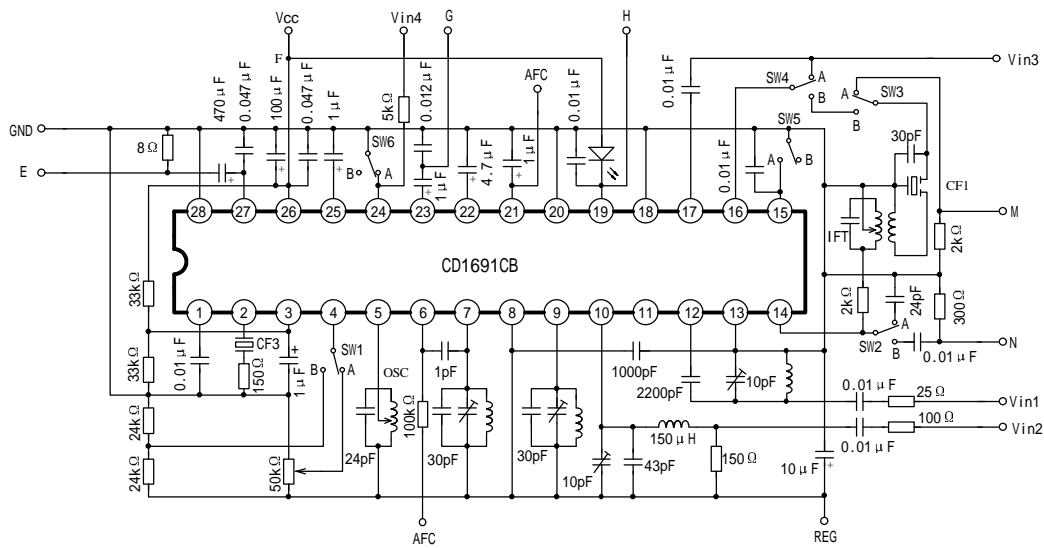 Vcc
Vin4
G
H
F
AFC
Vin3
470μF
0.047μF
100μF
0.047μF
1μF
5kΩ
0.012μF
0.01μF
0.01μF
SW4
A
B
A
B
SW3
GND
8Ω
SW6
B
A
1μF
4.7μF
1μF
0.01μF
SW5
A
B
30pF
CF1
E
28
27
26
25
24
23
22
21
20
19
18
17
16
15
M
CD1691CB
IFT
2kΩ
33kΩ
2kΩ
24pF
300Ω
1
2
3
4
5
6
7
8
9
10
11
12
13
14
SW2
A
B
0.01μF
N
33kΩ
0.01μF
CF3
150Ω
1μF
SW1
B
A
OSC
1pF
1000pF
2200pF
10pF
24kΩ
24pF
100kΩ
30pF
30pF
0.01μF
25Ω
Vin1
24kΩ
50kΩ
150μH
10pF
43pF
150Ω
0.01μF
100Ω
Vin2
10μF
AFC
REG